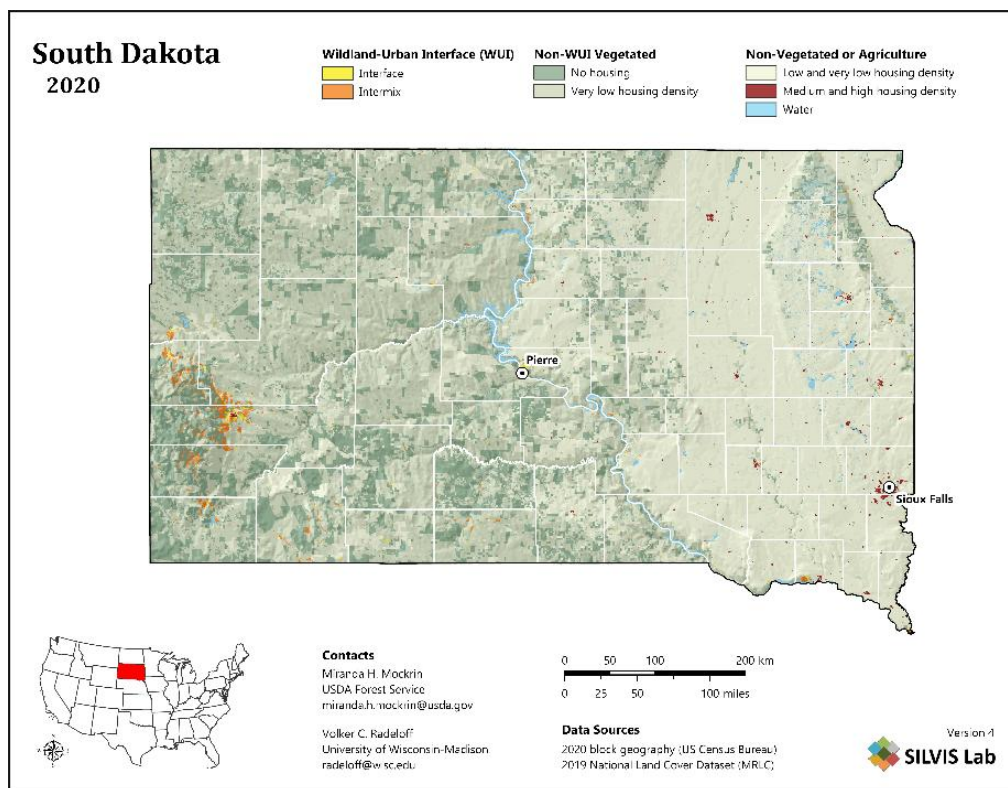 South Dakota
2020
Wildland-Urban Interface (WUI)
Interface
Intermix
Non-WUI Vegetated
No housing
Very low housing density
Non-Vegetated or Agriculture
Low and very low housing density
Medium and high housing density
Water
Pierre
Sioux Falls
Contacts
Miranda H. Mockrin
USDA Forest Service
miranda.h.mockrin@usda.gov
Volker C. Radeloff
University of Wisconsin-Madison
radeloff@wisc.edu
0 50 100 200 km
0 25 50 100 miles
Data Sources
2020 block geography (US Census Bureau)
2019 National Land Cover Dataset (MRLC)
Version 4
SILVIS Lab